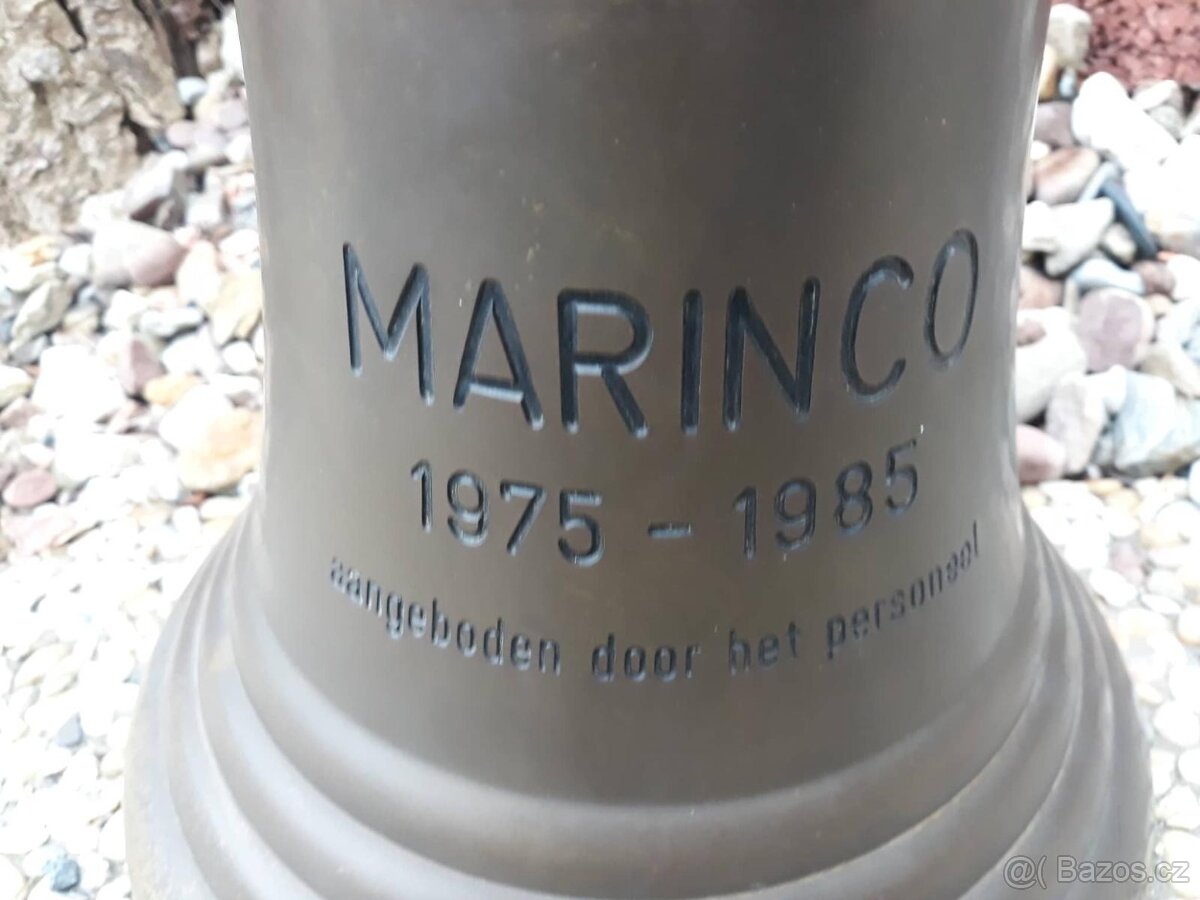 MARINCO
1975 - 1985
aangeboden door het personeel
@( Bazos.cz